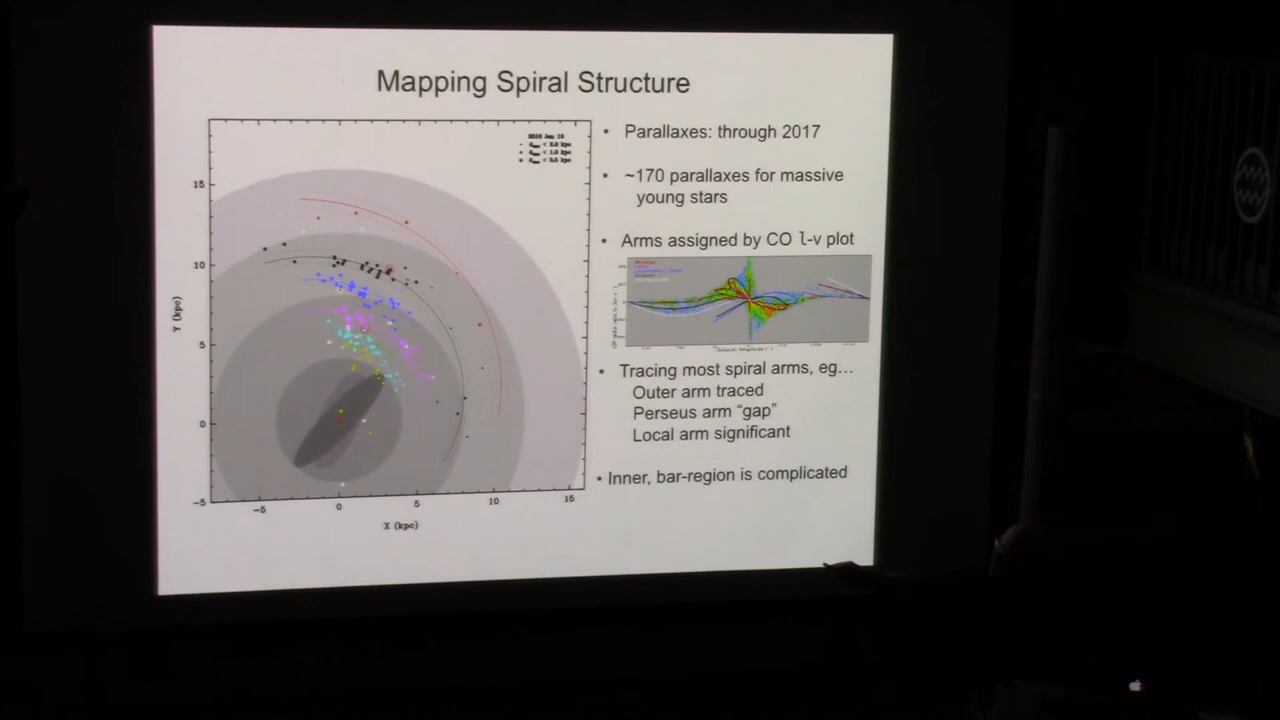 Mapping Spiral Structure
• Parallaxes: through 2017
• ~170 parallaxes for massive
young stars
• Arms assigned by CO l-v plot
• Tracing most spiral arms, eg…
Outer arm traced
Perseus arm “gap”
Local arm significant
• Inner, bar-region is complicated
15
10
5
0
−5
Y (kpc)
−5
0
5
10
15
X (kpc)